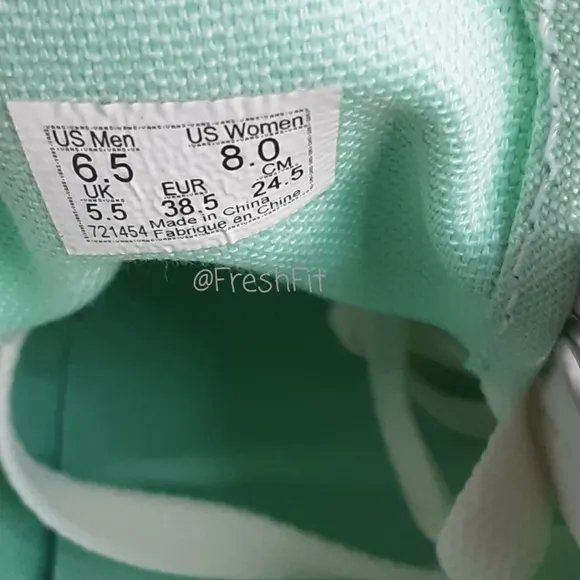 US Men US Women
6.5 8.0
UK EUR CM
5.5 38.5 24.5
Made in China
721454 Fabriqué en Chine
@FreshFit